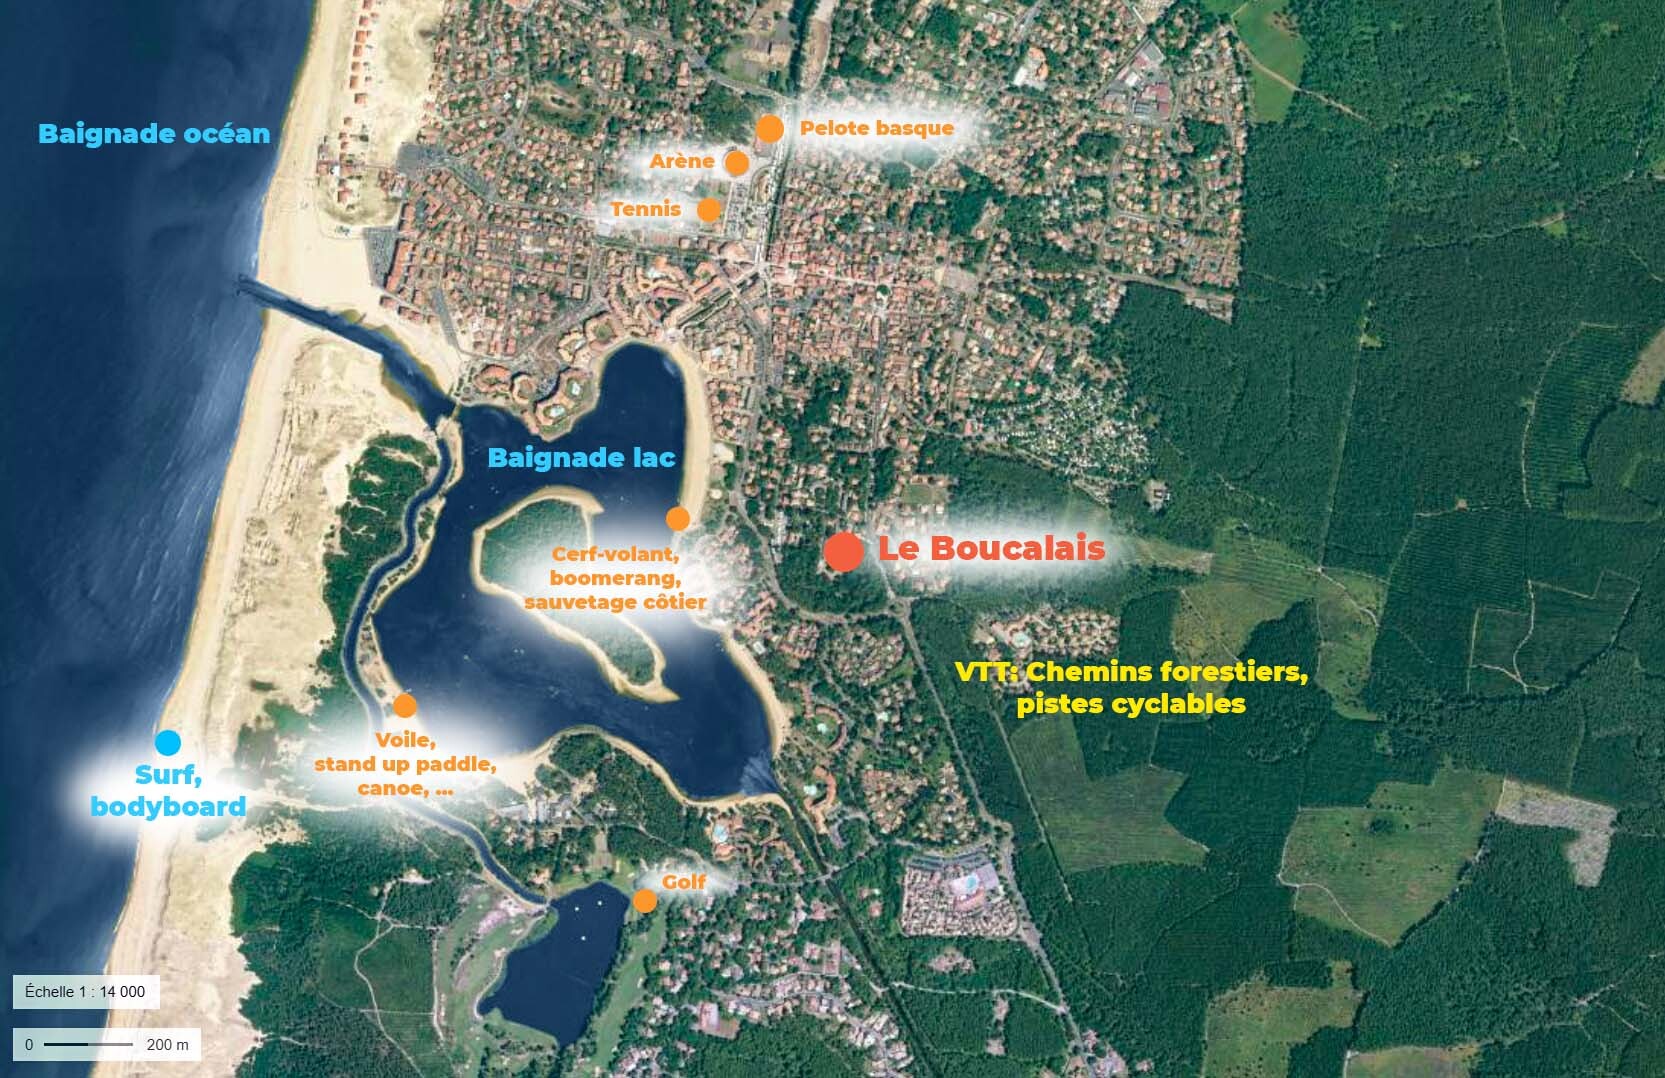 Baignade océan
Pelote basque
Arène
Tennis
Baignade lac
Le Boucalais
Cerf-volant,
boomerang,
sauvetage côtier
VTT: Chemins forestiers,
pistes cyclables
Voile,
stand up paddle,
canoe, ...
Surf,
bodyboard
Golf
Échelle 1 : 14 000
0 200 m